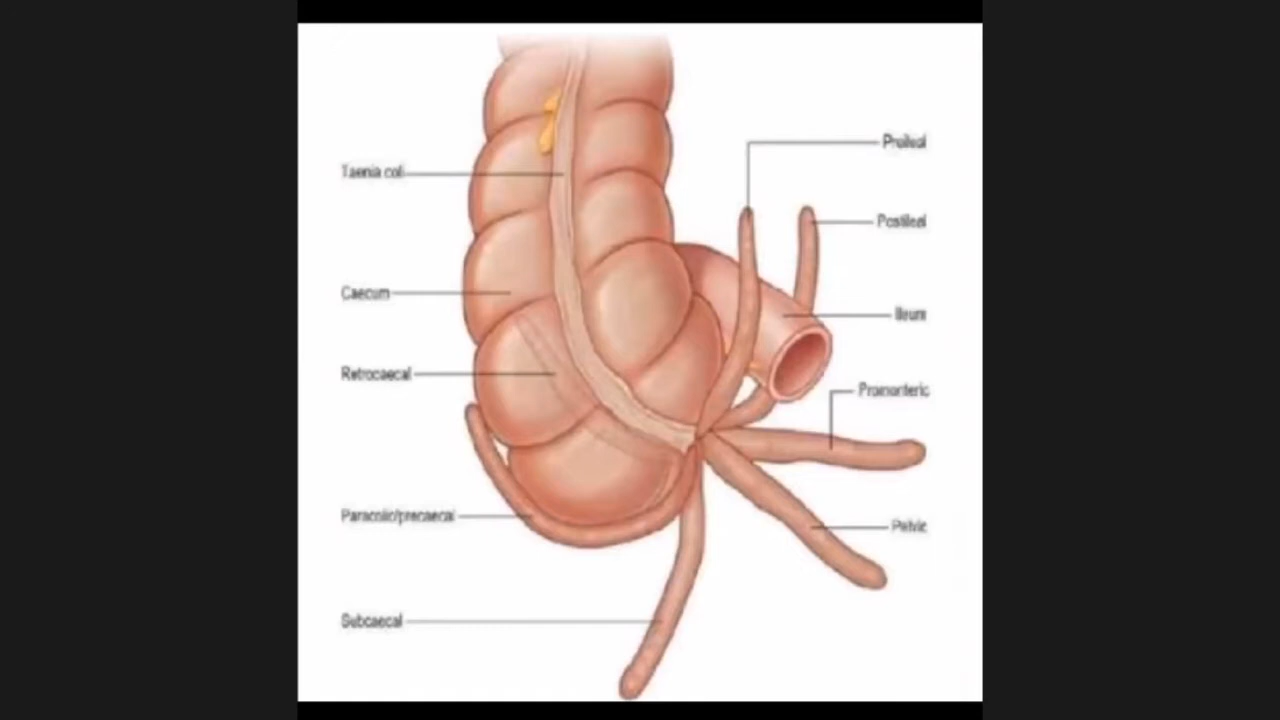 Preileal
Taenia coli
Postileal
Caecum
Ileum
Retrocaecal
Promonteric
Paracolic/precaecal
Pelvic
Subcaecal